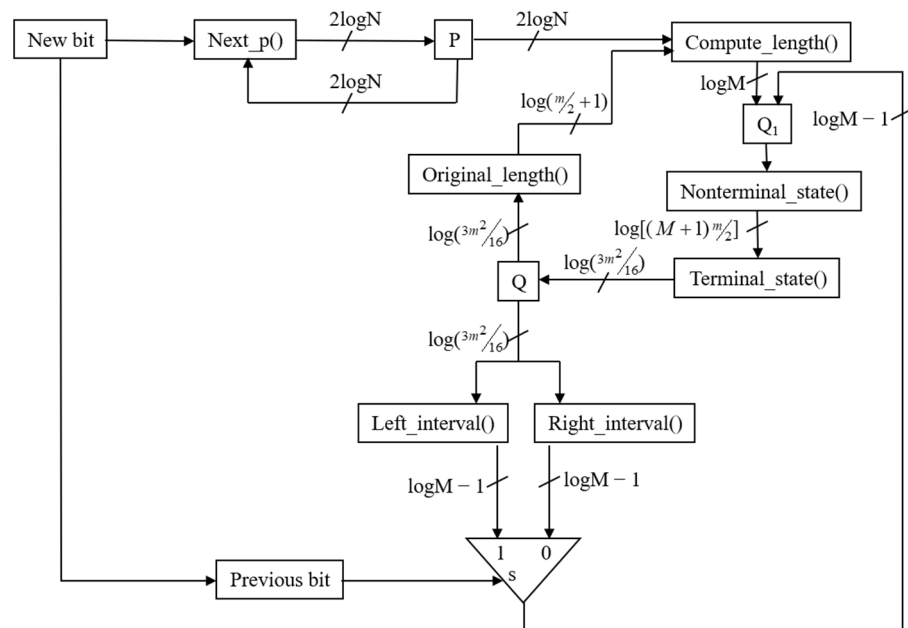 2logN
2logN
New bit
Next_p()
P
Compute_length()
2logN
logM
log(m/2 + 1)
logM − 1
Q₁
Original_length()
Nonterminal_state()
log(3m²/16)
log[(M + 1)m/2]
log(3m²/16)
Q
Terminal_state()
log(3m²/16)
Left_interval()
Right_interval()
logM − 1
logM − 1
1
0
s
Previous bit